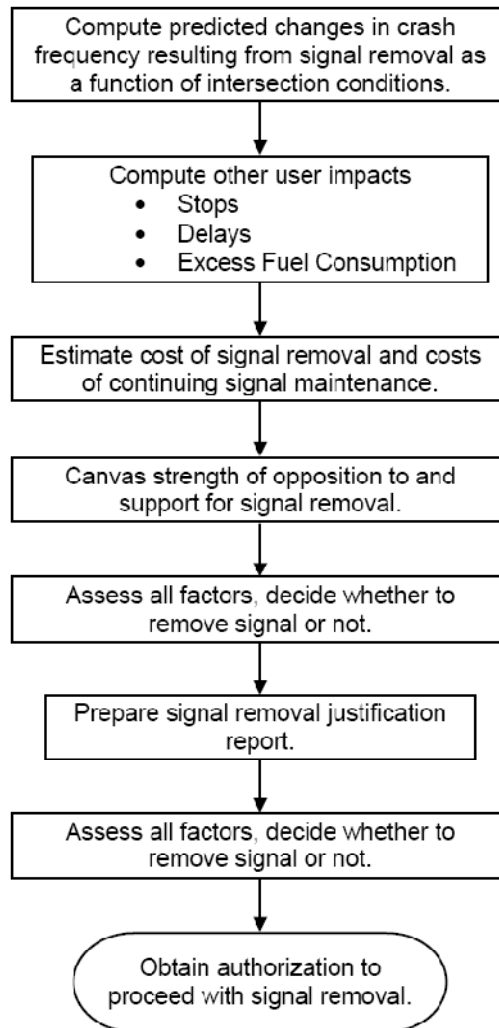 Compute predicted changes in crash
frequency resulting from signal removal as
a function of intersection conditions.
Compute other user impacts
• Stops
• Delays
• Excess Fuel Consumption
Estimate cost of signal removal and costs
of continuing signal maintenance.
Canvas strength of opposition to and
support for signal removal.
Assess all factors, decide whether to
remove signal or not.
Prepare signal removal justification
report.
Assess all factors, decide whether to
remove signal or not.
Obtain authorization to
proceed with signal removal.